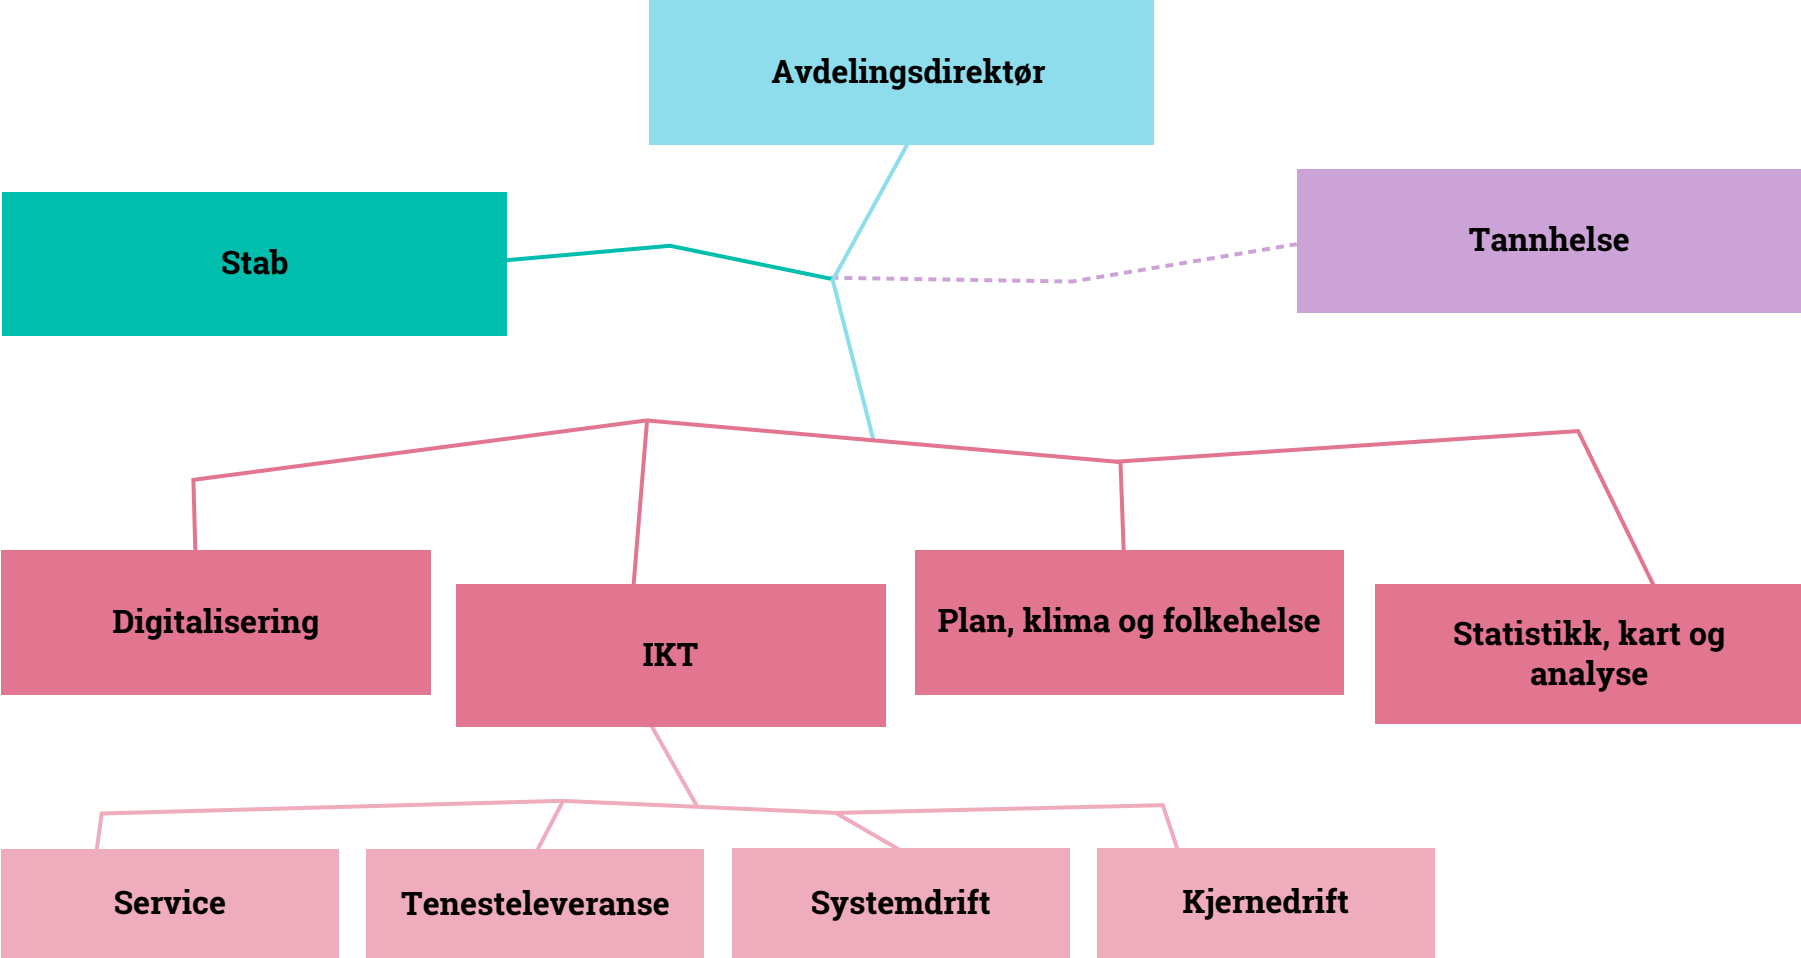 Avdelingsdirektør
Stab
Tannhelse
Digitalisering
IKT
Plan, klima og folkehelse
Statistikk, kart og
analyse
Service
Tenesteleveranse
Systemdrift
Kjernedrift